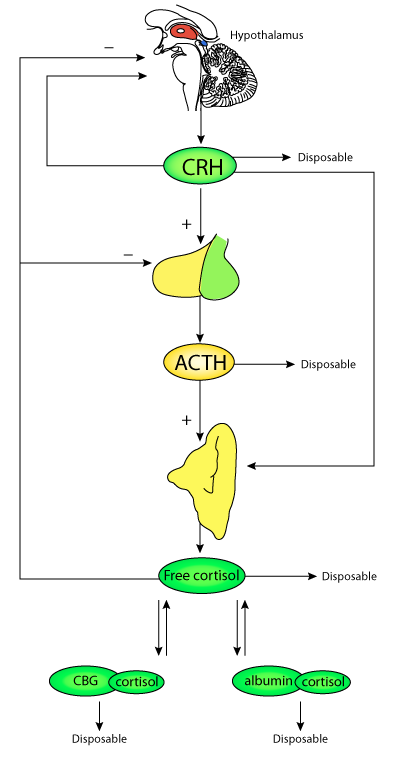 Hypothalamus
−
CRH
Disposable
+
−
ACTH
Disposable
+
Free cortisol
Disposable
CBG cortisol
albumin cortisol
Disposable
Disposable